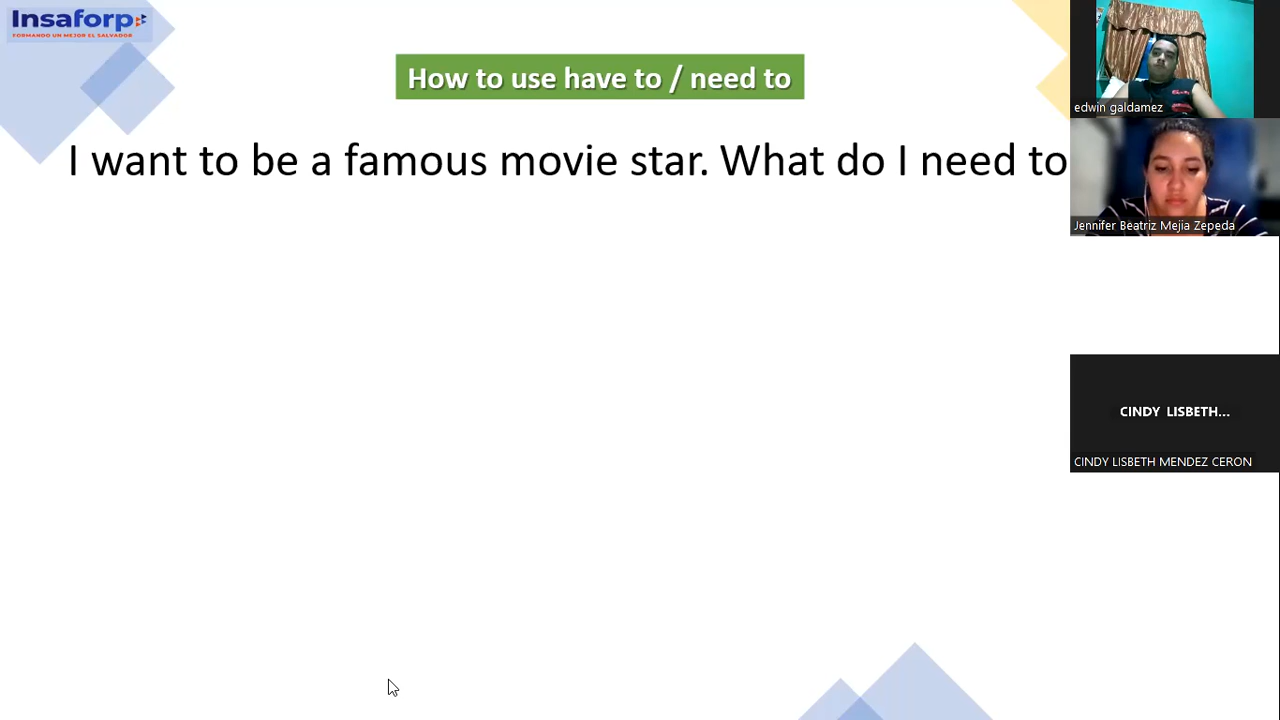 Insaforp
FORMANDO UN MEJOR EL SALVADOR
How to use have to / need to
I want to be a famous movie star. What do I need to
edwin galdamez
Jennifer Beatriz Mejia Zepeda
CINDY LISBETH...
CINDY LISBETH MENDEZ CERON